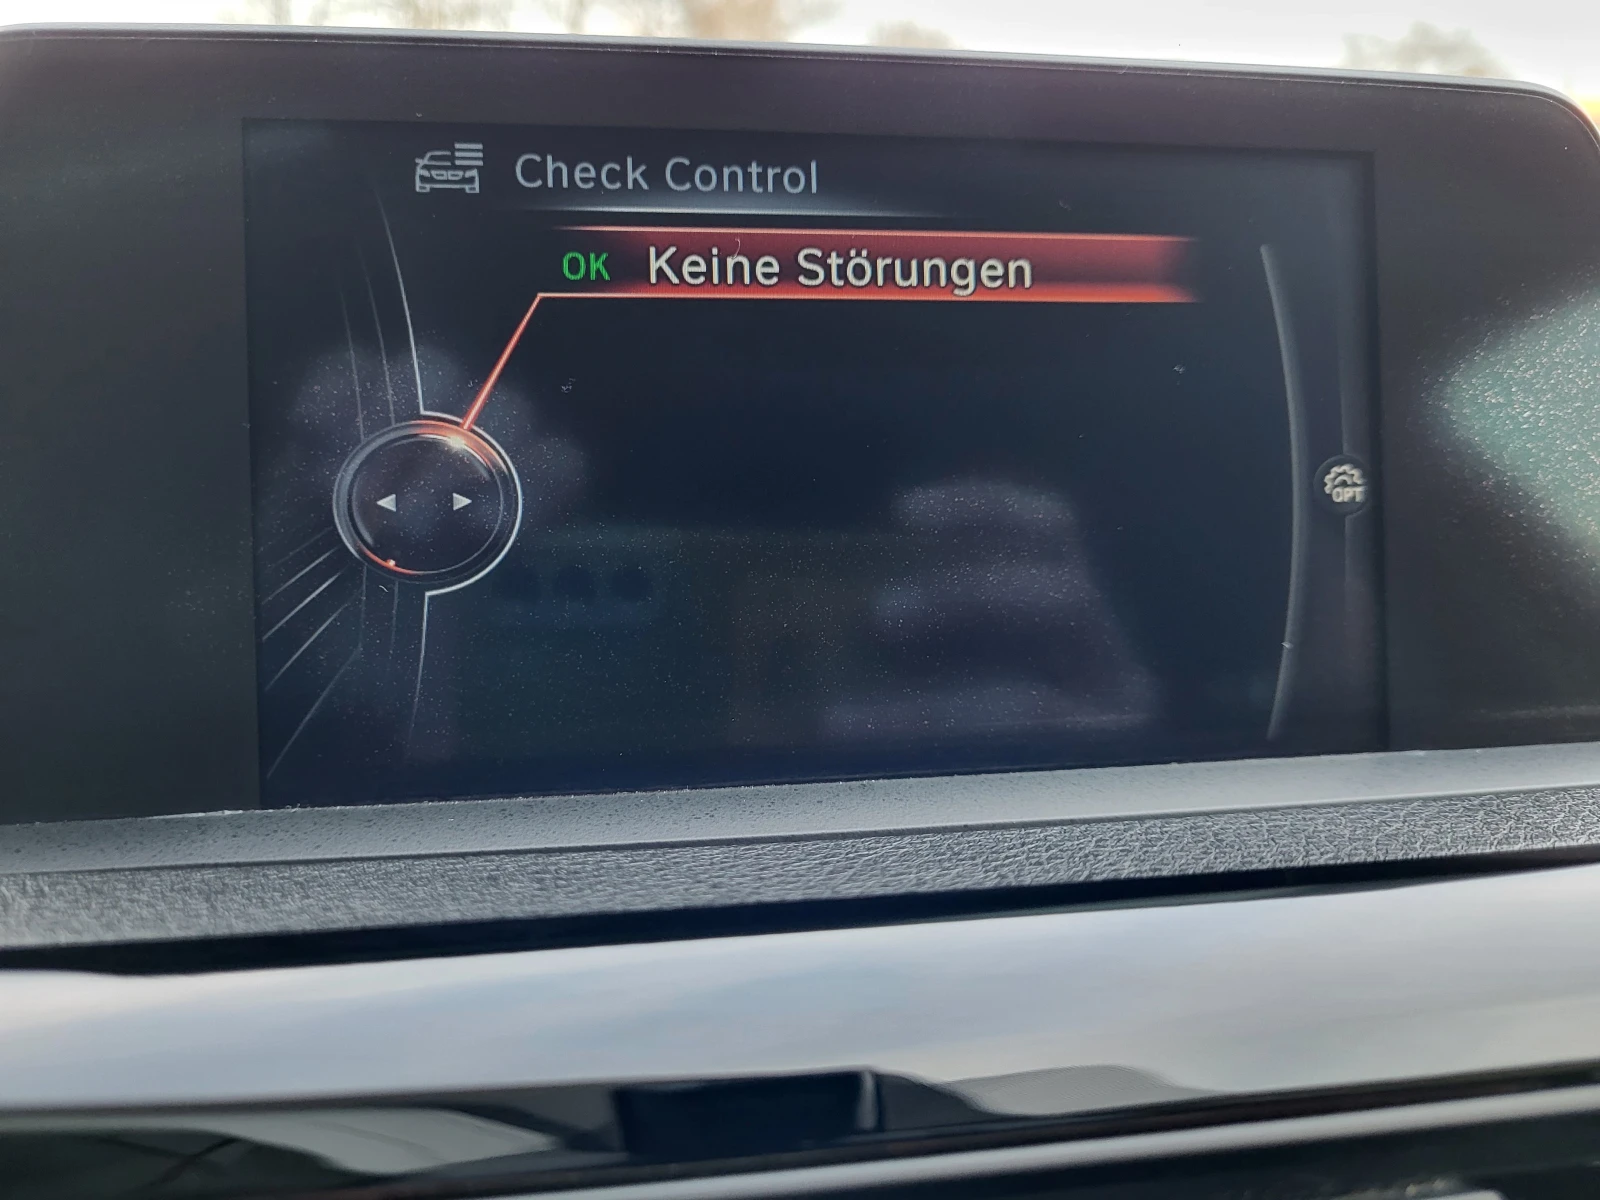 Check Control
OK Keine Störungen
OPT